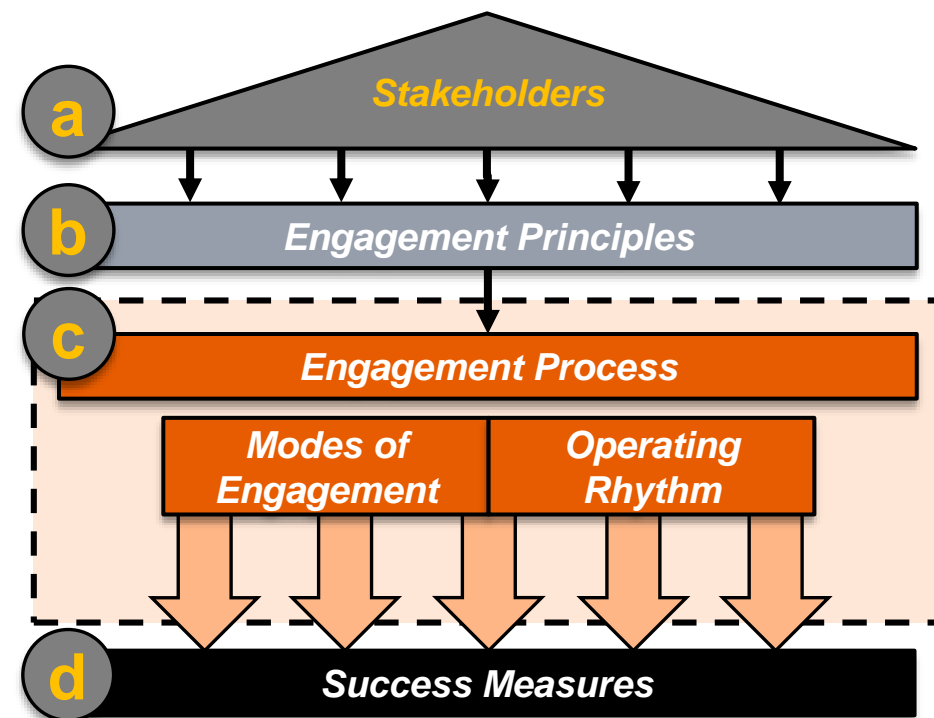 a
Stakeholders
b
Engagement Principles
c
Engagement Process
Modes of
Engagement
Operating
Rhythm
d
Success Measures